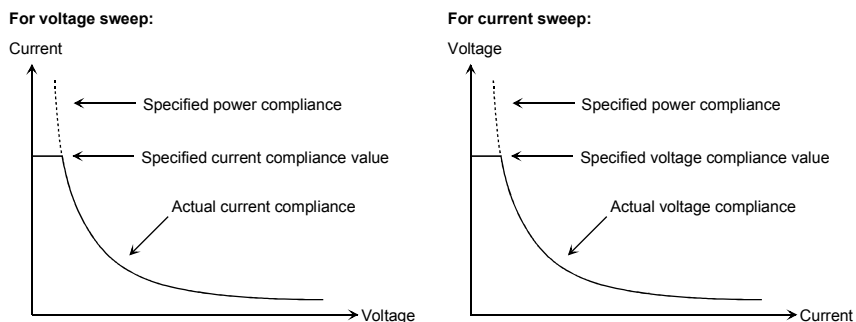 For voltage sweep:
Current
Specified power compliance
Specified current compliance value
Actual current compliance
Voltage
For current sweep:
Voltage
Specified power compliance
Specified voltage compliance value
Actual voltage compliance
Current